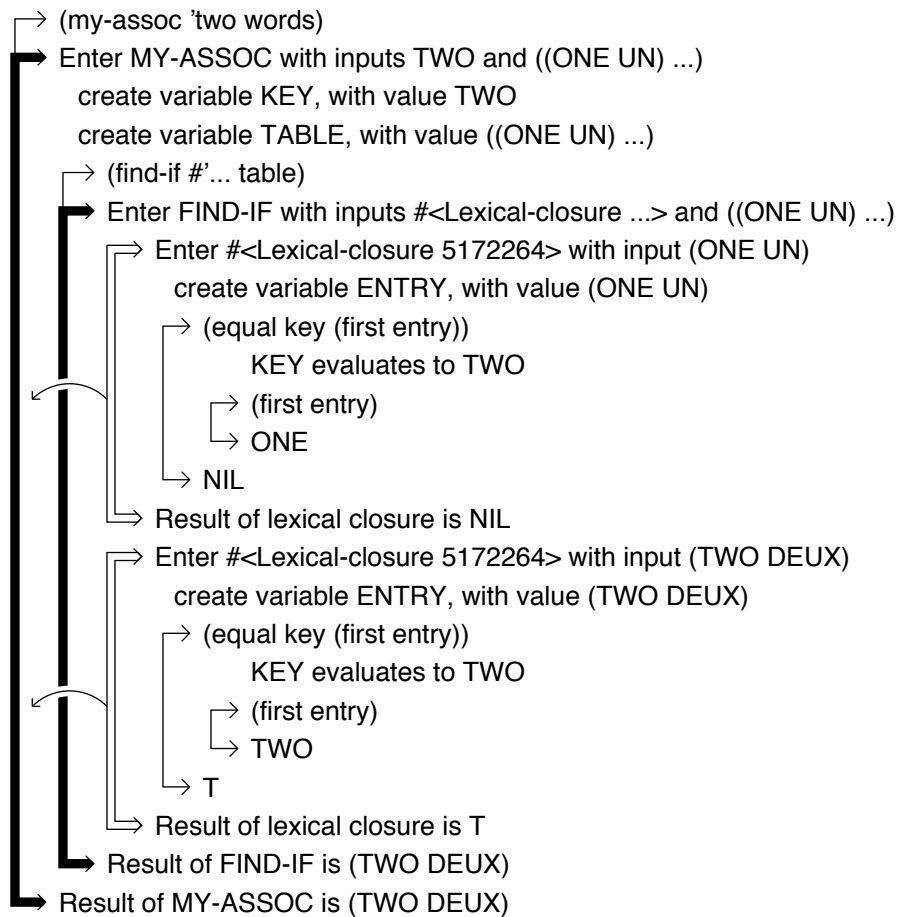 (my-assoc 'two words)
Enter MY-ASSOC with inputs TWO and ((ONE UN) ...)
create variable KEY, with value TWO
create variable TABLE, with value ((ONE UN) ...)
(find-if #'... table)
Enter FIND-IF with inputs #<Lexical-closure ...> and ((ONE UN) ...)
Enter #<Lexical-closure 5172264> with input (ONE UN)
create variable ENTRY, with value (ONE UN)
(equal key (first entry))
KEY evaluates to TWO
(first entry)
ONE
NIL
Result of lexical closure is NIL
Enter #<Lexical-closure 5172264> with input (TWO DEUX)
create variable ENTRY, with value (TWO DEUX)
(equal key (first entry))
KEY evaluates to TWO
(first entry)
TWO
T
Result of lexical closure is T
Result of FIND-IF is (TWO DEUX)
Result of MY-ASSOC is (TWO DEUX)